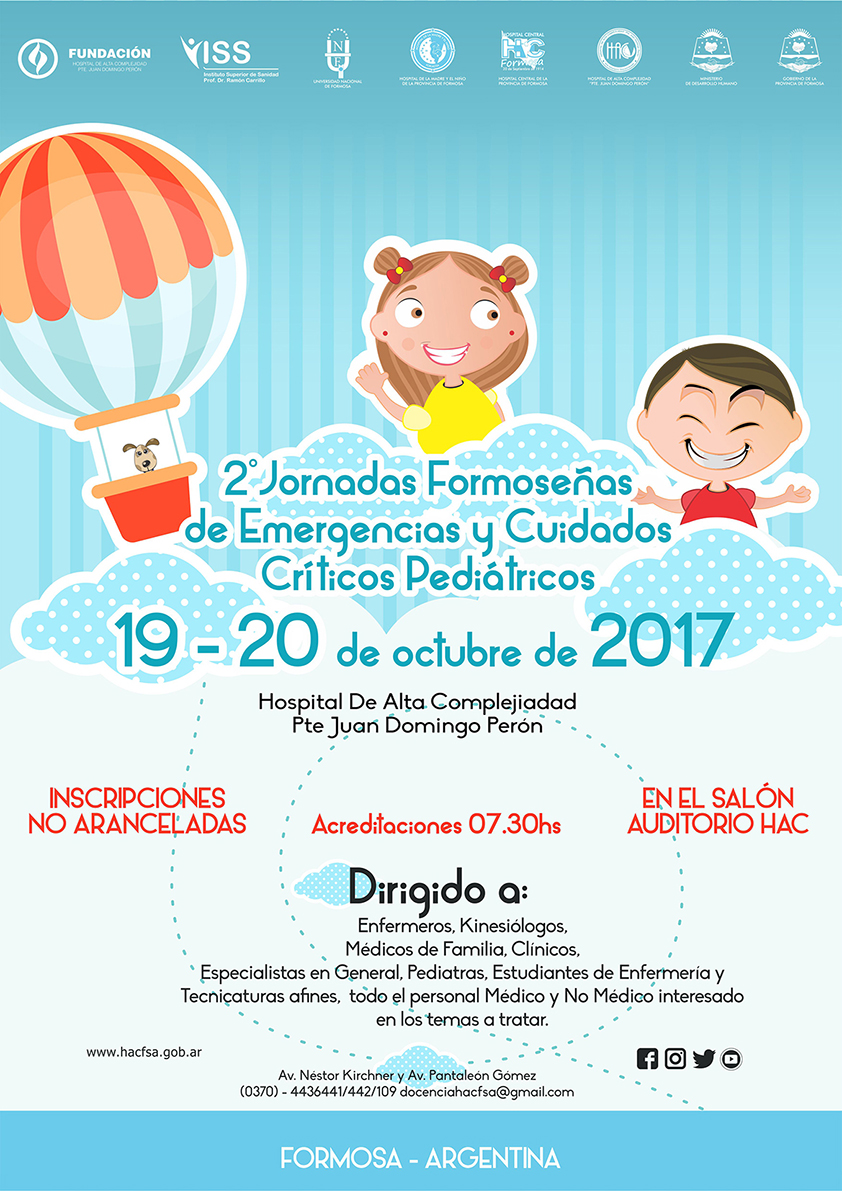 FUNDACIÓN
HOSPITAL DE ALTA COMPLEJIDAD
PTE. JUAN DOMINGO PERÓN
ISS
Instituto Superior de Sanidad
Prof. Dr. Ramón Carrillo
UNF
UNIVERSIDAD NACIONAL
DE FORMOSA
HOSPITAL DE LA MADRE Y EL NIÑO
DE LA PROVINCIA DE FORMOSA
HOSPITAL CENTRAL
HC
Formosa
HOSPITAL CENTRAL DE LA
PROVINCIA DE FORMOSA
HAC
HOSPITAL DE ALTA COMPLEJIDAD
"PTE. JUAN DOMINGO PERÓN"
MINISTERIO
DE DESARROLLO HUMANO
GOBIERNO DE LA
PROVINCIA DE FORMOSA
2° Jornadas Formoseñas
de Emergencias y Cuidados
Críticos Pediátricos
19 - 20 de octubre de 2017
Hospital De Alta Complejiadad
Pte Juan Domingo Perón
INSCRIPCIONES
NO ARANCELADAS
Acreditaciones 07.30hs
EN EL SALÓN
AUDITORIO HAC
Dirigido a:
Enfermeros, Kinesiólogos,
Médicos de Familia, Clínicos,
Especialistas en General, Pediatras, Estudiantes de Enfermería y
Tecnicaturas afines, todo el personal Médico y No Médico interesado
en los temas a tratar.
www.hacfsa.gob.ar
Av. Néstor Kirchner y Av. Pantaleón Gómez
(0370) - 4436441/442/109 docenciahacfsa@gmail.com
FORMOSA - ARGENTINA